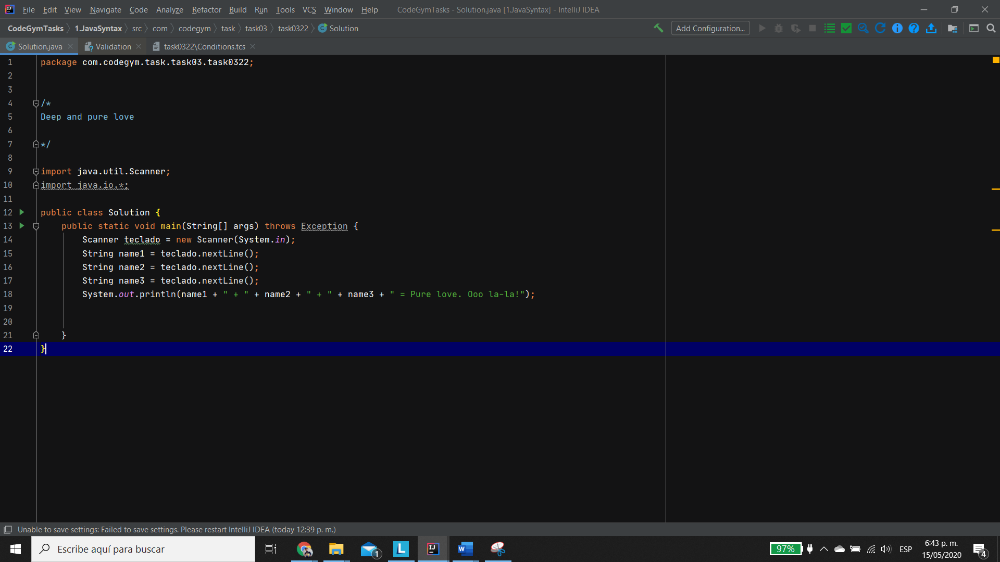 File Edit View Navigate Code Analyze Refactor Build Run Tools VCS Window Help CodeGymTasks - Solution.java [1.JavaSyntax] - IntelliJ IDEA
CodeGymTasks 1.JavaSyntax src com codegym task task03 task0322 Solution Add Configuration...
Solution.java Validation task0322\Conditions.tcs
1 package com.codegym.task.task03.task0322;
2
3
4 /*
5 Deep and pure love
6
7 */
8
9 import java.util.Scanner;
10 import java.io.*;
11
12 public class Solution {
13 public static void main(String[] args) throws Exception {
14 Scanner teclado = new Scanner(System.in);
15 String name1 = teclado.nextLine();
16 String name2 = teclado.nextLine();
17 String name3 = teclado.nextLine();
18 System.out.println(name1 + " + " + name2 + " + " + name3 + " = Pure love. Ooo la-la!");
19
20
21 }
22 }
Unable to save settings: Failed to save settings. Please restart IntelliJ IDEA (today 12:39 p. m.)
Escribe aquí para buscar 1 L IJ W 97% ESP 6:43 p. m.
15/05/2020 4